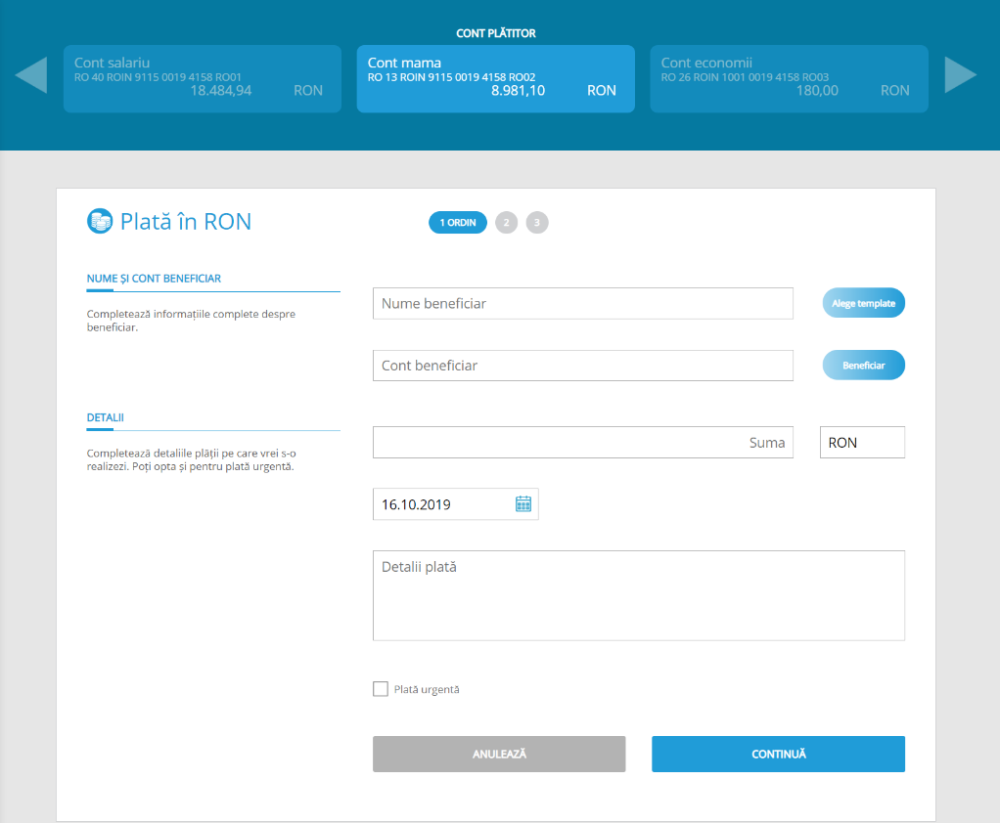 CONT PLĂTITOR
Cont salariu
RO 40 ROIN 9115 0019 4158 RO01
18.484,94 RON
Cont mama
RO 13 ROIN 9115 0019 4158 RO02
8.981,10 RON
Cont economii
RO 26 ROIN 1001 0019 4158 RO03
180,00 RON
Plată în RON
1 ORDIN 2 3
NUME ȘI CONT BENEFICIAR
Completează informațiile complete despre
beneficiar.
Nume beneficiar
Alege template
Cont beneficiar
Beneficiar
DETALII
Completează detaliile plății pe care vrei s-o
realizezi. Poți opta și pentru plată urgentă.
Suma
RON
16.10.2019
Detalii plată
Plată urgentă
ANULEAZĂ
CONTINUĂ